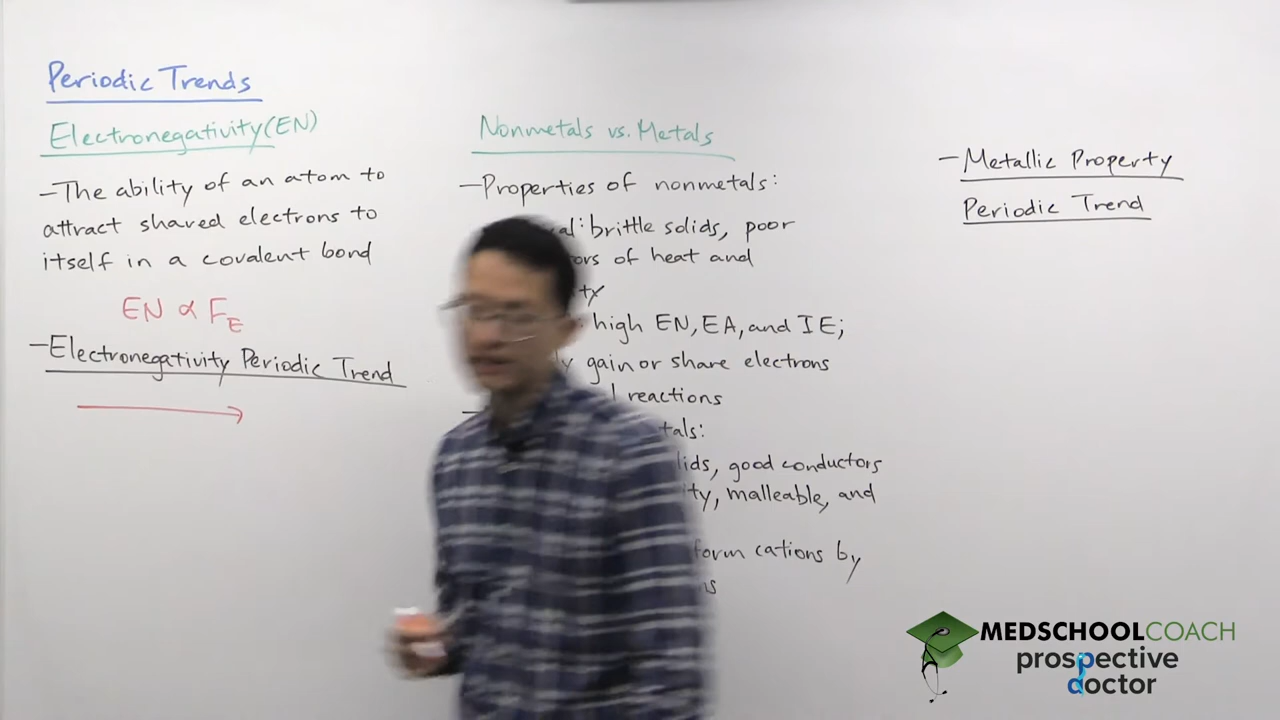 Periodic Trends
Electronegativity(EN)
-The ability of an atom to
attract shared electrons to
itself in a covalent bond
EN ∝ FE
-Electronegativity Periodic Trend
Nonmetals vs. Metals
-Properties of nonmetals:
brittle solids, poor
of heat and
high EN, EA, and IE;
gain or share electrons
reactions
good conductors
malleable, and
form cations by
-Metallic Property
Periodic Trend
MEDSCHOOLCOACH
prospective
doctor